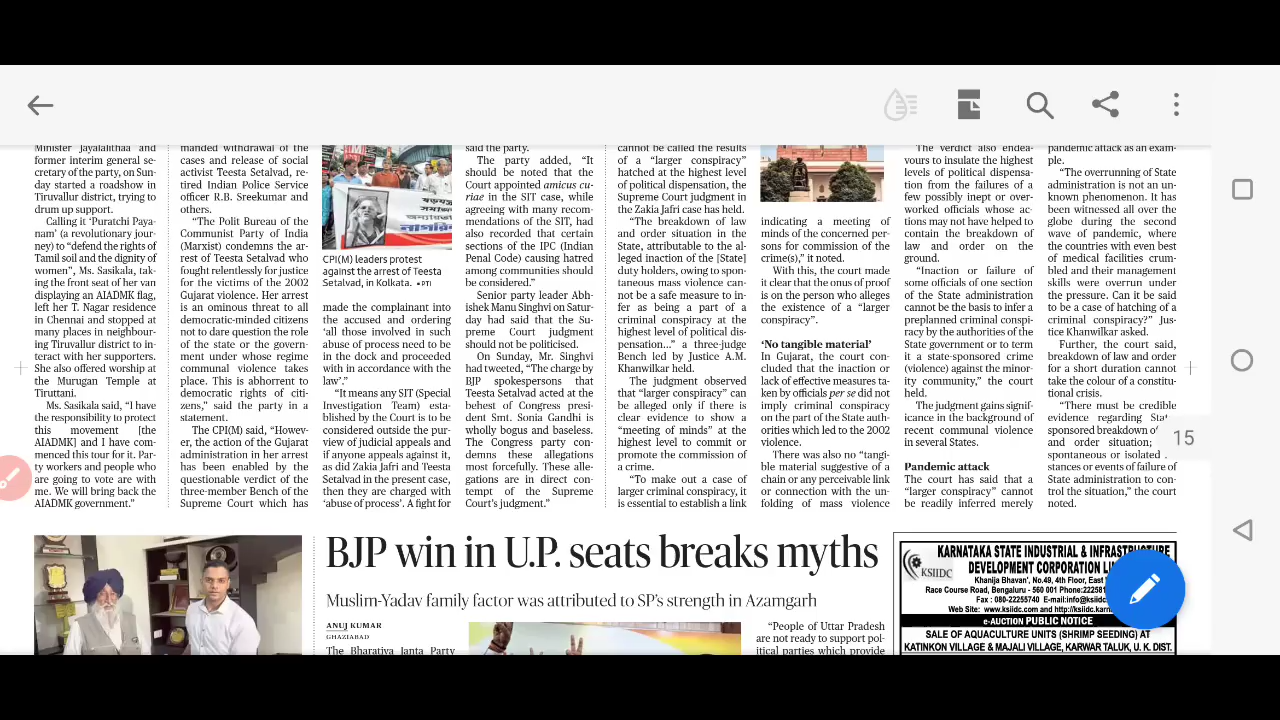 Minister Jayalalithaa and
former interim general se-
cretary of the party, on Sun-
day started a roadshow in
Tiruvallur district, trying to
drum up support.
Calling it ‘Puratchi Paya-
nam’ (a revolutionary jour-
ney) to “defend the rights of
Tamil soil and the dignity of
women”, Ms. Sasikala, tak-
ing the front seat of her van
displaying an AIADMK flag,
left her T. Nagar residence
in Chennai and stopped at
many places in neighbour-
ing Tiruvallur district to in-
teract with her supporters.
She also offered worship at
the Murugan Temple at
Tiruttani.
Ms. Sasikala said, “I have
the responsibility to protect
this movement [the
AIADMK] and I have com-
menced this tour for it. Par-
ty workers and people who
are going to vote are with
me. We will bring back the
AIADMK government.”
manded withdrawal of the
cases and release of social
activist Teesta Setalvad, re-
tired Indian Police Service
officer R.B. Sreekumar and
others.
“The Polit Bureau of the
Communist Party of India
(Marxist) condemns the ar-
rest of Teesta Setalvad who
fought relentlessly for justice
for the victims of the 2002
Gujarat violence. Her arrest
is an ominous threat to all
democratic-minded citizens
not to dare question the role
of the state or the govern-
ment under whose regime
communal violence takes
place. This is abhorrent to
democratic rights of citi-
zens,” said the party in a
statement.
The CPI(M) said, “Howev-
er, the action of the Gujarat
administration in her arrest
has been enabled by the
questionable verdict of the
three-member Bench of the
Supreme Court which has
CPI(M) leaders protest
against the arrest of Teesta
Setalvad, in Kolkata. • PTI
made the complainant into
the accused and ordering
‘all those involved in such
abuse of process need to be
in the dock and proceeded
with in accordance with the
law’.”
“It means any SIT (Special
Investigation Team) estab-
lished by the Court is to be
considered outside the pur-
view of judicial appeals and
if anyone appeals against it,
as did Zakia Jafri and Teesta
Setalvad in the present case,
then they are charged with
‘abuse of process’. A fight for
said the party.
The party added, “It
should be noted that the
Court appointed amicus cu-
riae in the SIT case, while
agreeing with many recom-
mendations of the SIT, had
also recorded that certain
sections of the IPC (Indian
Penal Code) causing hatred
among communities should
be considered.”
Senior party leader Abh-
ishek Manu Singhvi on Satur-
day had said that the Su-
preme Court judgment
should not be politicised.
On Sunday, Mr. Singhvi
had tweeted, “The charge by
BJP spokespersons that
Teesta Setalvad acted at the
behest of Congress presi-
dent Smt. Sonia Gandhi is
wholly bogus and baseless.
The Congress party con-
demns these allegations
most forcefully. These alle-
gations are in direct con-
tempt of the Supreme
Court’s judgment.”
cannot be called the results
of a “larger conspiracy”
hatched at the highest level
of political dispensation, the
Supreme Court judgment in
the Zakia Jafri case has held.
“The breakdown of law
and order situation in the
State, attributable to the al-
leged inaction of the [State]
duty holders, owing to spon-
taneous mass violence can-
not be a safe measure to in-
fer as being a part of a
criminal conspiracy at the
highest level of political dis-
pensation...” a three-judge
Bench led by Justice A.M.
Khanwilkar held.
The judgment observed
that “larger conspiracy” can
be alleged only if there is
clear evidence to show a
“meeting of minds” at the
highest level to commit or
promote the commission of
a crime.
“To make out a case of
larger criminal conspiracy, it
is essential to establish a link
indicating a meeting of
minds of the concerned per-
sons for commission of the
crime(s),” it noted.
With this, the court made
it clear that the onus of proof
is on the person who alleges
the existence of a “larger
conspiracy”.
‘No tangible material’
In Gujarat, the court con-
cluded that the inaction or
lack of effective measures ta-
ken by officials per se did not
imply criminal conspiracy
on the part of the State auth-
orities which led to the 2002
violence.
There was also no “tangi-
ble material suggestive of a
chain or any perceivable link
or connection with the un-
folding of mass violence
The verdict also endea-
vours to insulate the highest
levels of political dispensa-
tion from the failures of a
few possibly inept or over-
worked officials whose ac-
tions may not have helped to
contain the breakdown of
law and order on the
ground.
“Inaction or failure of
some officials of one section
of the State administration
cannot be the basis to infer a
preplanned criminal conspi-
racy by the authorities of the
State government or to term
it a state-sponsored crime
(violence) against the minor-
ity community,” the court
held.
The judgment gains signif-
icance in the background of
recent communal violence
in several States.
Pandemic attack
The court has said that a
“larger conspiracy” cannot
be readily inferred merely
pandemic attack as an exam-
ple.
“The overrunning of State
administration is not an un-
known phenomenon. It has
been witnessed all over the
globe during the second
wave of pandemic, where
the countries with even best
of medical facilities crum-
bled and their management
skills were overrun under
the pressure. Can it be said
to be a case of hatching of a
criminal conspiracy?” Jus-
tice Khanwilkar asked.
Further, the court said,
breakdown of law and order
for a short duration cannot
take the colour of a constitu-
tional crisis.
“There must be credible
evidence regarding
sponsored breakdown
and order situation;
spontaneous or isolated
stances or events of failure of
State administration to con-
trol the situation,” the court
noted.
15
BJP win in U.P. seats breaks myths
Muslim-Yadav family factor was attributed to SP’s strength in Azamgarh
ANUJ KUMAR
GHAZIABAD
The Bharatiya Janta Party
“People of Uttar Pradesh
are not ready to support pol-
itical parties which provide
KSIIDC
KARNATAKA STATE INDUSTRIAL & INFRASTRUCTURE
DEVELOPMENT CORPORATION
Khanija Bhavan', No.49, 4th Floor, East
Race Course Road, Bengaluru - 560 001 Phone:
Fax : 080-22255740 E-mail:
Web Site: www.ksiidc.com and
e-AUCTION PUBLIC NOTICE
SALE OF AQUACULTURE UNITS (SHRIMP SEEDING) AT
KATINKON VILLAGE & MAJALI VILLAGE, KARWAR TALUK, U. K. DIST.